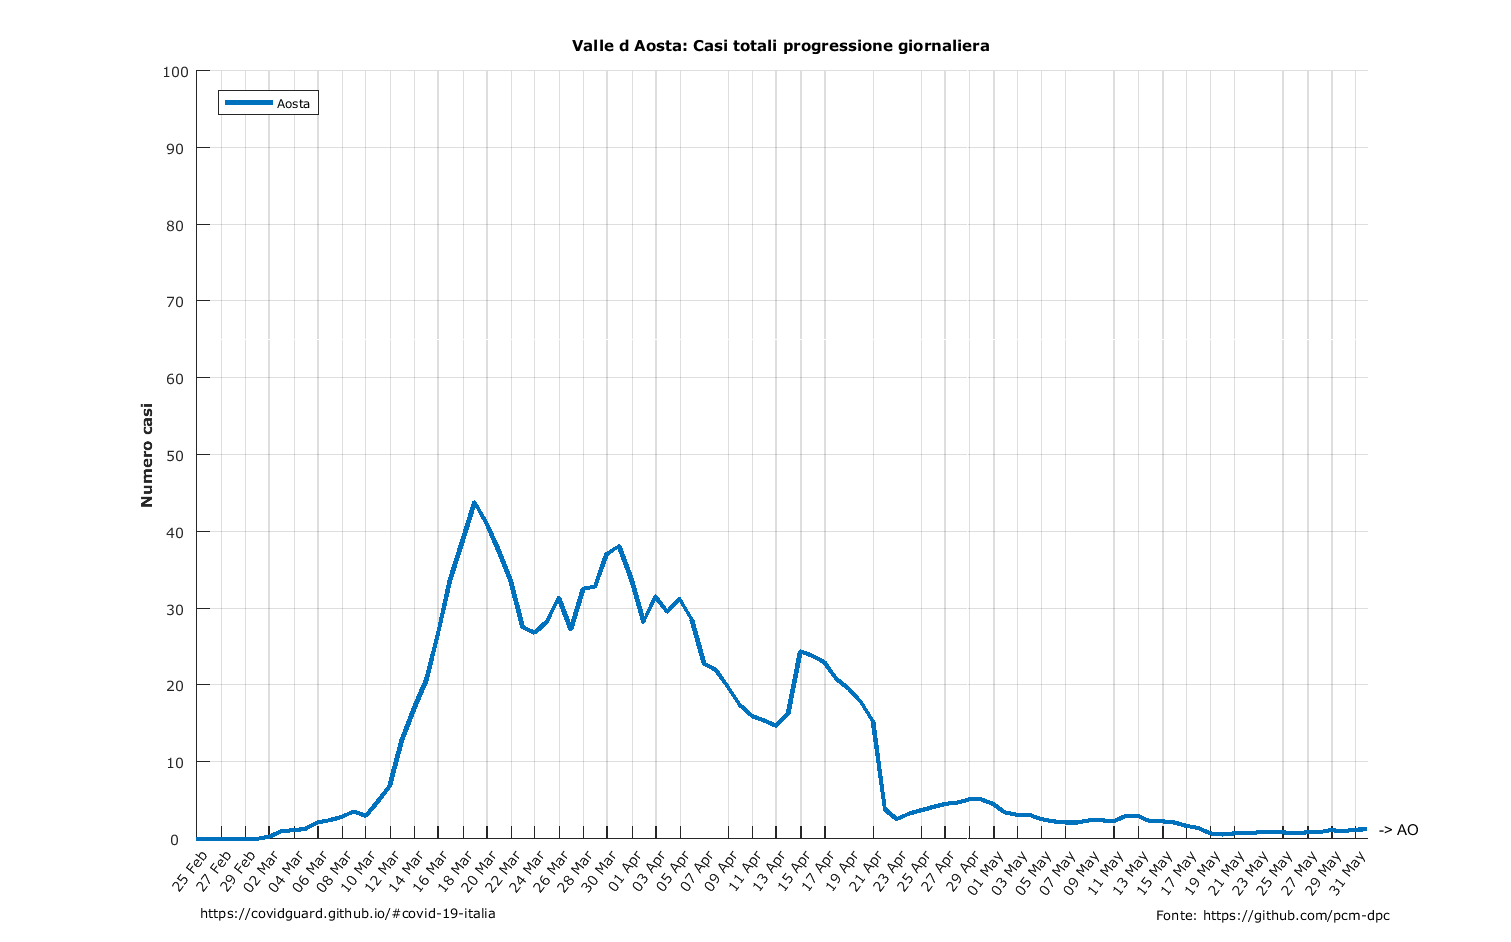 Valle d Aosta: Casi totali progressione giornaliera
Aosta
Numero casi
100
90
80
70
60
50
40
30
20
10
0
25 Feb
27 Feb
29 Feb
02 Mar
04 Mar
06 Mar
08 Mar
10 Mar
12 Mar
14 Mar
16 Mar
18 Mar
20 Mar
22 Mar
24 Mar
26 Mar
28 Mar
30 Mar
01 Apr
03 Apr
05 Apr
07 Apr
09 Apr
11 Apr
13 Apr
15 Apr
17 Apr
19 Apr
21 Apr
23 Apr
25 Apr
27 Apr
29 Apr
01 May
03 May
05 May
07 May
09 May
11 May
13 May
15 May
17 May
19 May
21 May
23 May
25 May
27 May
29 May
31 May
-> AO
https://covidguard.github.io/#covid-19-italia
Fonte: https://github.com/pcm-dpc